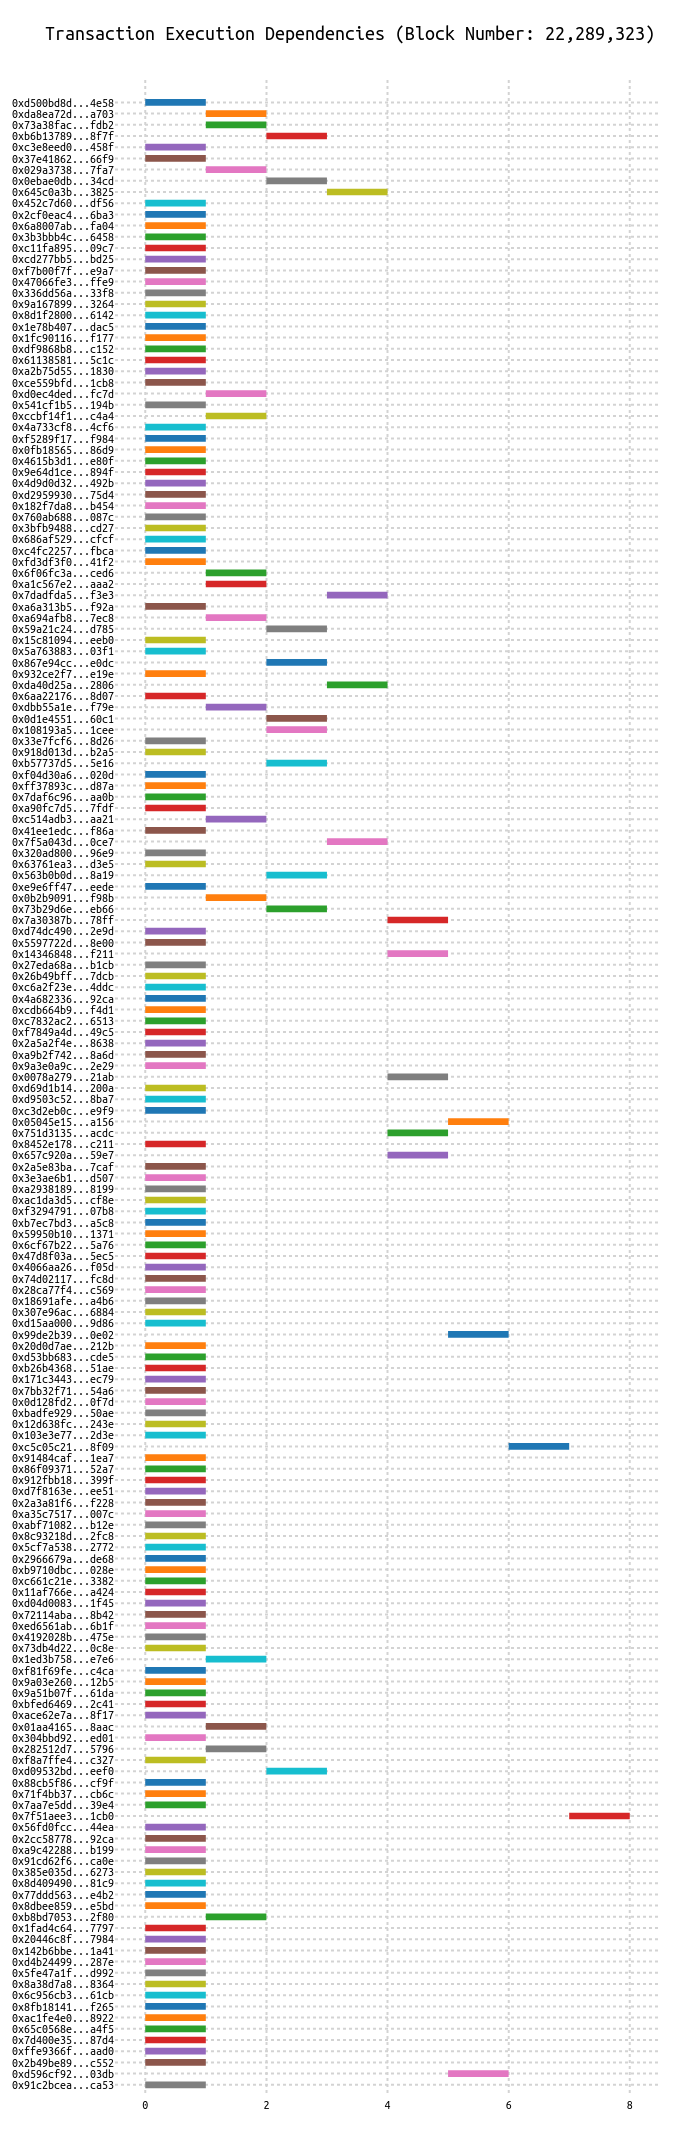 Transaction Execution Dependencies (Block Number: 22,289,323)
0xd500bd8d...4e58
0xda8ea72d...a703
0x73a38fac...fdb2
0xb6b13789...8f7f
0xc3e8eed0...458f
0x37e41862...66f9
0x029a3738...7fa7
0x0ebae0db...34cd
0x645c0a3b...3825
0x452c7d60...df56
0x2cf0eac4...6ba3
0x6a8007ab...fa04
0x3b3bbb4c...6458
0xc11fa895...09c7
0xcd277bb5...bd25
0xf7b00f7f...e9a7
0x47066fe3...ffe9
0x336dd56a...33f8
0x9a167899...3264
0x8d1f2800...6142
0x1e78b407...dac5
0x1fc90116...f177
0xdf9868b8...c152
0x61138581...5c1c
0xa2b75d55...1830
0xce559bfd...1cb8
0xd0ec4ded...fc7d
0x541cf1b5...194b
0xccbf14f1...c4a4
0x4a733cf8...4cf6
0xf5289f17...f984
0x0fb18565...86d9
0x4615b3d1...e80f
0x9e64d1ce...894f
0x4d9d0d32...492b
0xd2959930...75d4
0x182f7da8...b454
0x760ab688...087c
0x3bfb9488...cd27
0x686af529...cfcf
0xc4fc2257...fbca
0xfd3df3f0...41f2
0x6f06fc3a...ced6
0xa1c567e2...aaa2
0x7dadfda5...f3e3
0xa6a313b5...f92a
0xa694afb8...7ec8
0x59a21c24...d785
0x15c81094...eeb0
0x5a763883...03f1
0x867e94cc...e0dc
0x932ce2f7...e19e
0xda40d25a...2806
0x6aa22176...8d07
0xdbb55a1e...f79e
0x0d1e4551...60c1
0x108193a5...1cee
0x33e7fcf6...8d26
0x918d013d...b2a5
0xb57737d5...5e16
0xf04d30a6...020d
0xff37893c...d87a
0x7daf6c96...aa0b
0xa90fc7d5...7fdf
0xc514adb3...aa21
0x41ee1edc...f86a
0x7f5a043d...0ce7
0x320ad800...96e9
0x63761ea3...d3e5
0x563b0b0d...8a19
0xe9e6ff47...eede
0x0b2b9091...f98b
0x73b29d6e...eb66
0x7a30387b...78ff
0xd74dc490...2e9d
0x5597722d...8e00
0x14346848...f211
0x27eda68a...b1cb
0x26b49bff...7dcb
0xc6a2f23e...4ddc
0x4a682336...92ca
0xcdb664b9...f4d1
0xc7832ac2...6513
0xf7849a4d...49c5
0x2a5a2f4e...8638
0xa9b2f742...8a6d
0x9a3e0a9c...2e29
0x0078a279...21ab
0xd69d1b14...200a
0xd9503c52...8ba7
0xc3d2eb0c...e9f9
0x05045e15...a156
0x751d3135...acdc
0x8452e178...c211
0x657c920a...59e7
0x2a5e83ba...7caf
0x3e3ae6b1...d507
0xa2938189...8199
0xac1da3d5...cf8e
0xf3294791...07b8
0xb7ec7bd3...a5c8
0x59950b10...1371
0x6cf67b22...5a76
0x47d8f03a...5ec5
0x4066aa26...f05d
0x74d02117...fc8d
0x28ca77f4...c569
0x18691afe...a4b6
0x307e96ac...6884
0xd15aa000...9d86
0x99de2b39...0e02
0x20d0d7ae...212b
0xd53bb683...cde5
0xb26b4368...51ae
0x171c3443...ec79
0x7bb32f71...54a6
0x0d128fd2...0f7d
0xbadfe929...50ae
0x12d638fc...243e
0x103e3e77...2d3e
0xc5c05c21...8f09
0x91484caf...1ea7
0x86f09371...52a7
0x912fbb18...399f
0xd7f8163e...ee51
0x2a3a81f6...f228
0xa35c7517...007c
0xabf71082...b12e
0x8c93218d...2fc8
0x5cf7a538...2772
0x2966679a...de68
0xb9710dbc...028e
0xc661c21e...3382
0x11af766e...a424
0xd04d0083...1f45
0x72114aba...8b42
0xed6561ab...6b1f
0x4192028b...475e
0x73db4d22...0c8e
0x1ed3b758...e7e6
0xf81f69fe...c4ca
0x9a03e260...12b5
0x9a51b07f...61da
0xbfed6469...2c41
0xace62e7a...8f17
0x01aa4165...8aac
0x304bbd92...ed01
0x282512d7...5796
0xf8a7ffe4...c327
0xd09532bd...eef0
0x88cb5f86...cf9f
0x71f4bb37...cb6c
0x7aa7e5dd...39e4
0x7f51aee3...1cb0
0x56fd0fcc...44ea
0x2cc58778...92ca
0xa9c42288...b199
0x91cd62f6...ca0e
0x385e035d...6273
0x8d409490...81c9
0x77ddd563...e4b2
0x8dbee859...e5bd
0xb8bd7053...2f80
0x1fad4c64...7797
0x20446c8f...7984
0x142b6bbe...1a41
0xd4b24499...287e
0x5fe47a1f...d992
0x8a38d7a8...8364
0x6c956cb3...61cb
0x8fb18141...f265
0xac1fe4e0...8922
0x65c0568e...a4f5
0x7d400e35...87d4
0xffe9366f...aad0
0x2b49be89...c552
0xd596cf92...03db
0x91c2bcea...ca53
0 2 4 6 8